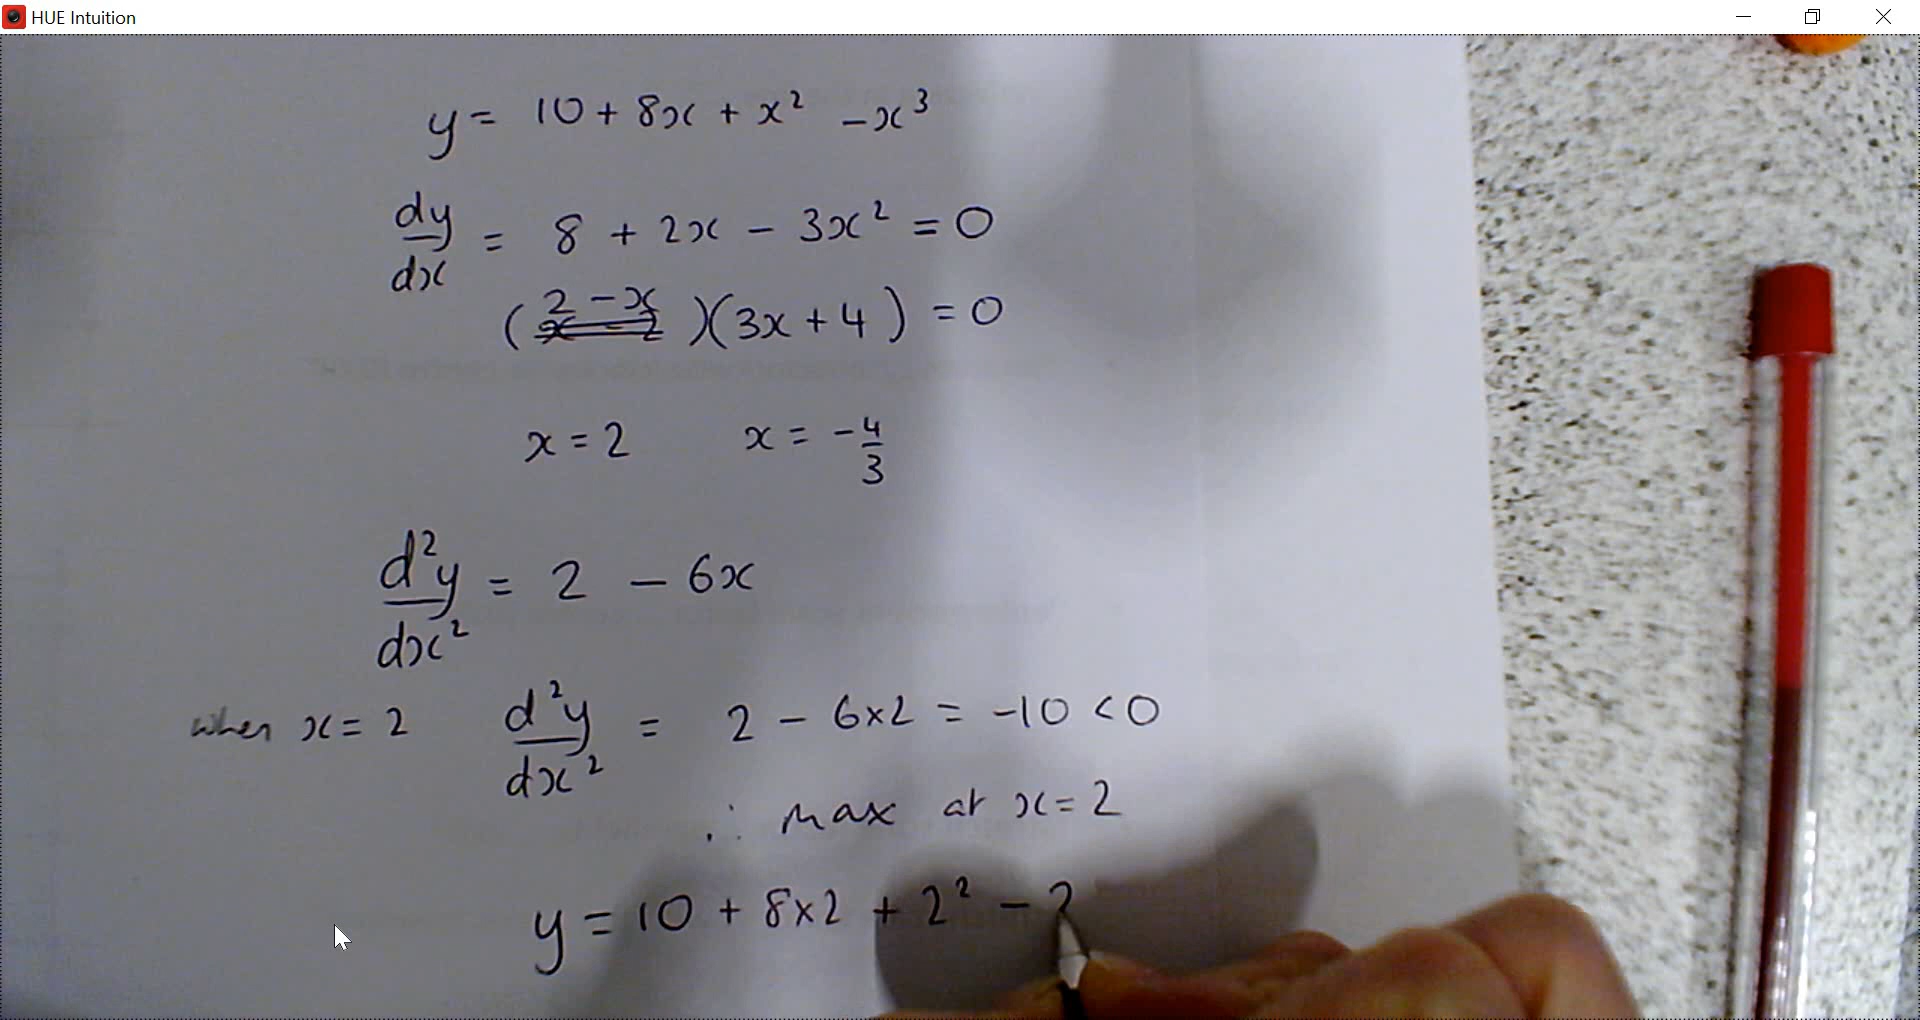 HUE Intuition
y = 10 + 8x + x² - x³
dy/dx = 8 + 2x - 3x² = 0
(2 - x)(3x + 4) = 0
x = 2 x = -4/3
d²y/dx² = 2 - 6x
when x = 2 d²y/dx² = 2 - 6×2 = -10 < 0
∴ max at x = 2
y = 10 + 8×2 + 2² - 2